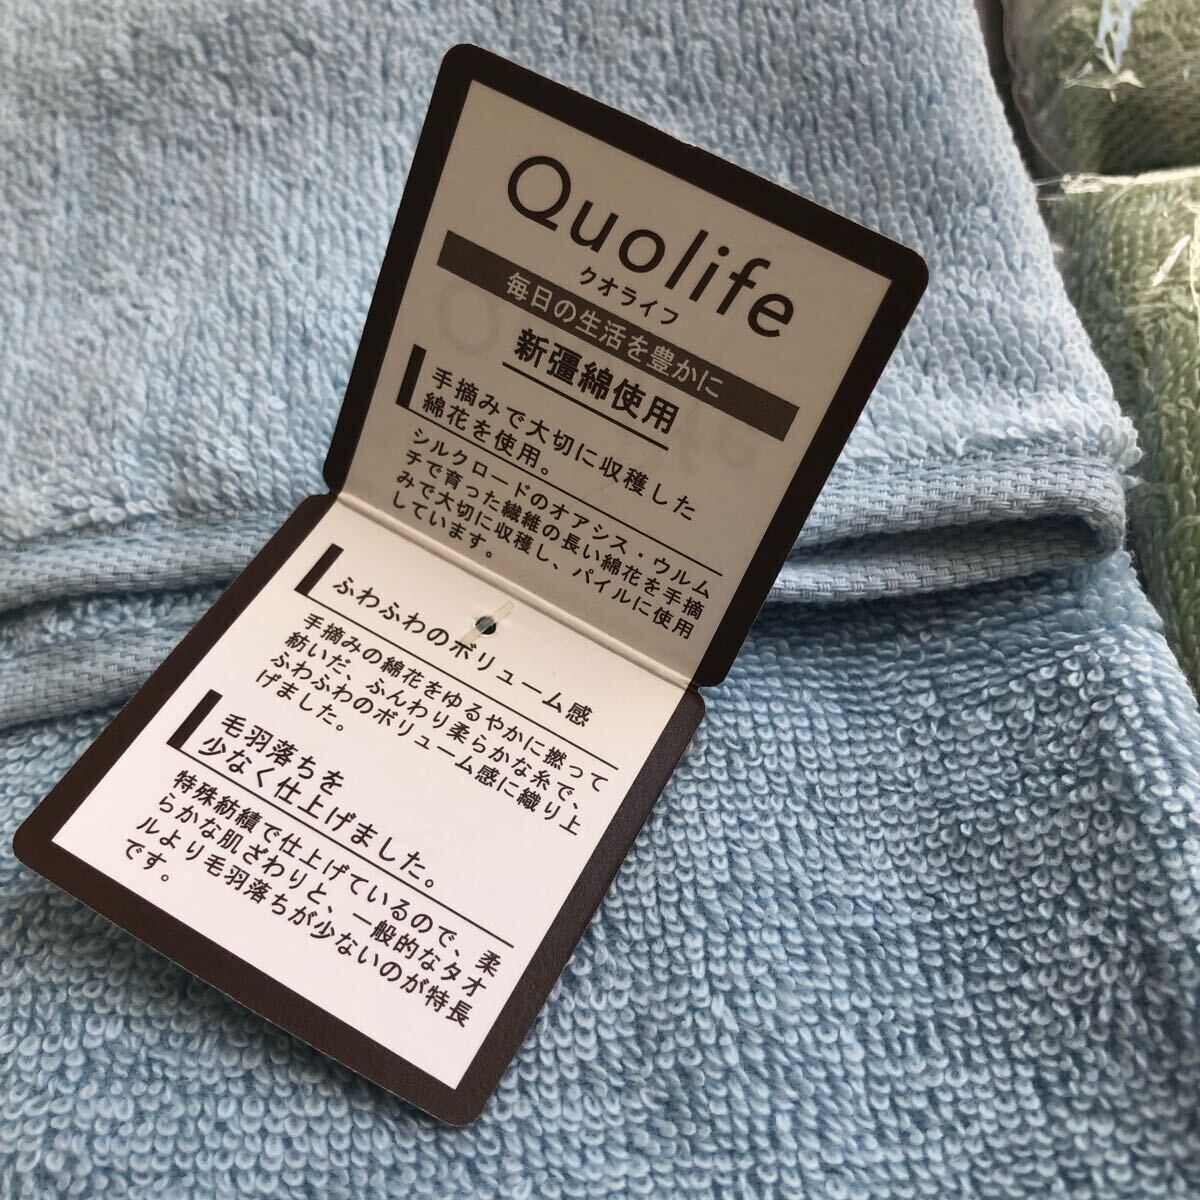 Quolife
クオライフ
毎日の生活を豊かに
新疆綿使用
手摘みで大切に収穫した
綿花を使用。
シルクロードのオアシス・ウルム
チで育った繊維の長い綿花を手摘
みで大切に収穫し、パイルに使用
しています。
ふわふわのボリューム感
手摘みの綿花をゆるやかに撚って
紡いだ、ふんわり柔らかな糸で、
ふわふわのボリューム感に織り上
げました。
毛羽落ちを
少なく仕上げました。
特殊紡績で仕上げているので、柔
らかな肌ざわりと、一般的なタオ
ルより毛羽落ちが少ないのが特長
です。